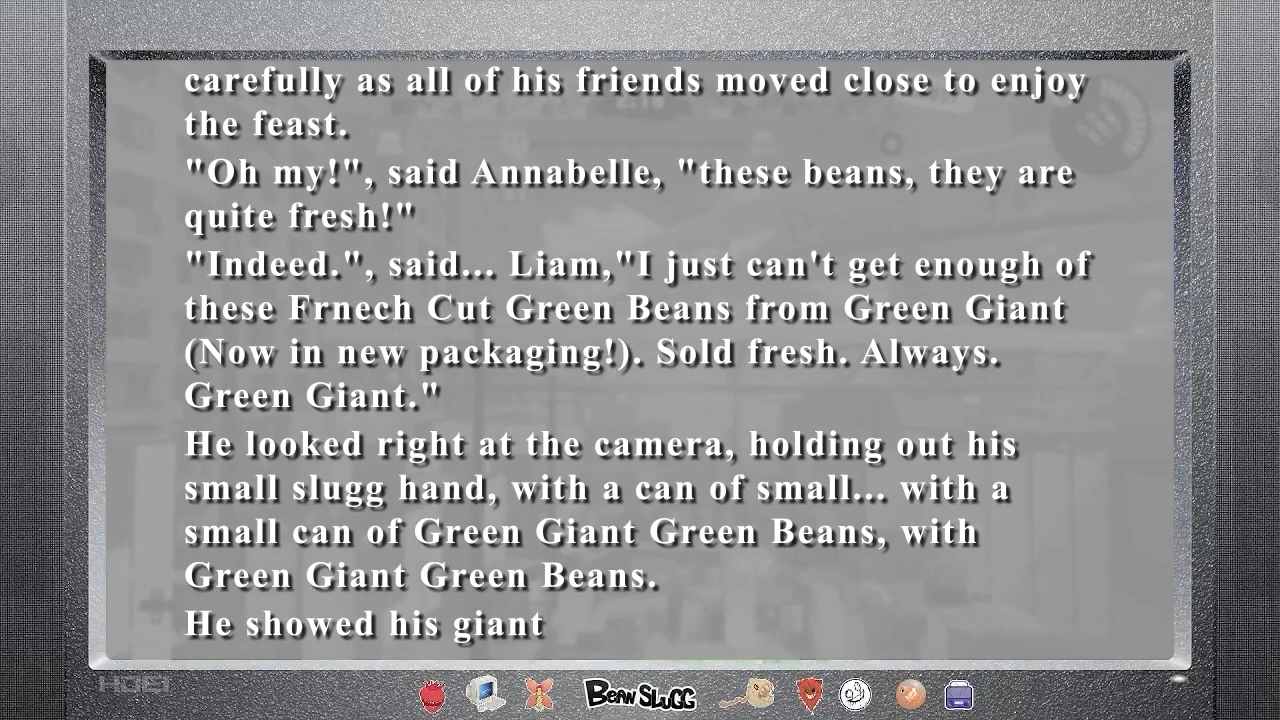 carefully as all of his friends moved close to enjoy
the feast.
"Oh my!", said Annabelle, "these beans, they are
quite fresh!"
"Indeed.", said... Liam,"I just can't get enough of
these Frnech Cut Green Beans from Green Giant
(Now in new packaging!). Sold fresh. Always.
Green Giant."
He looked right at the camera, holding out his
small slugg hand, with a can of small... with a
small can of Green Giant Green Beans, with
Green Giant Green Beans.
He showed his giant
BEAN SLUGG